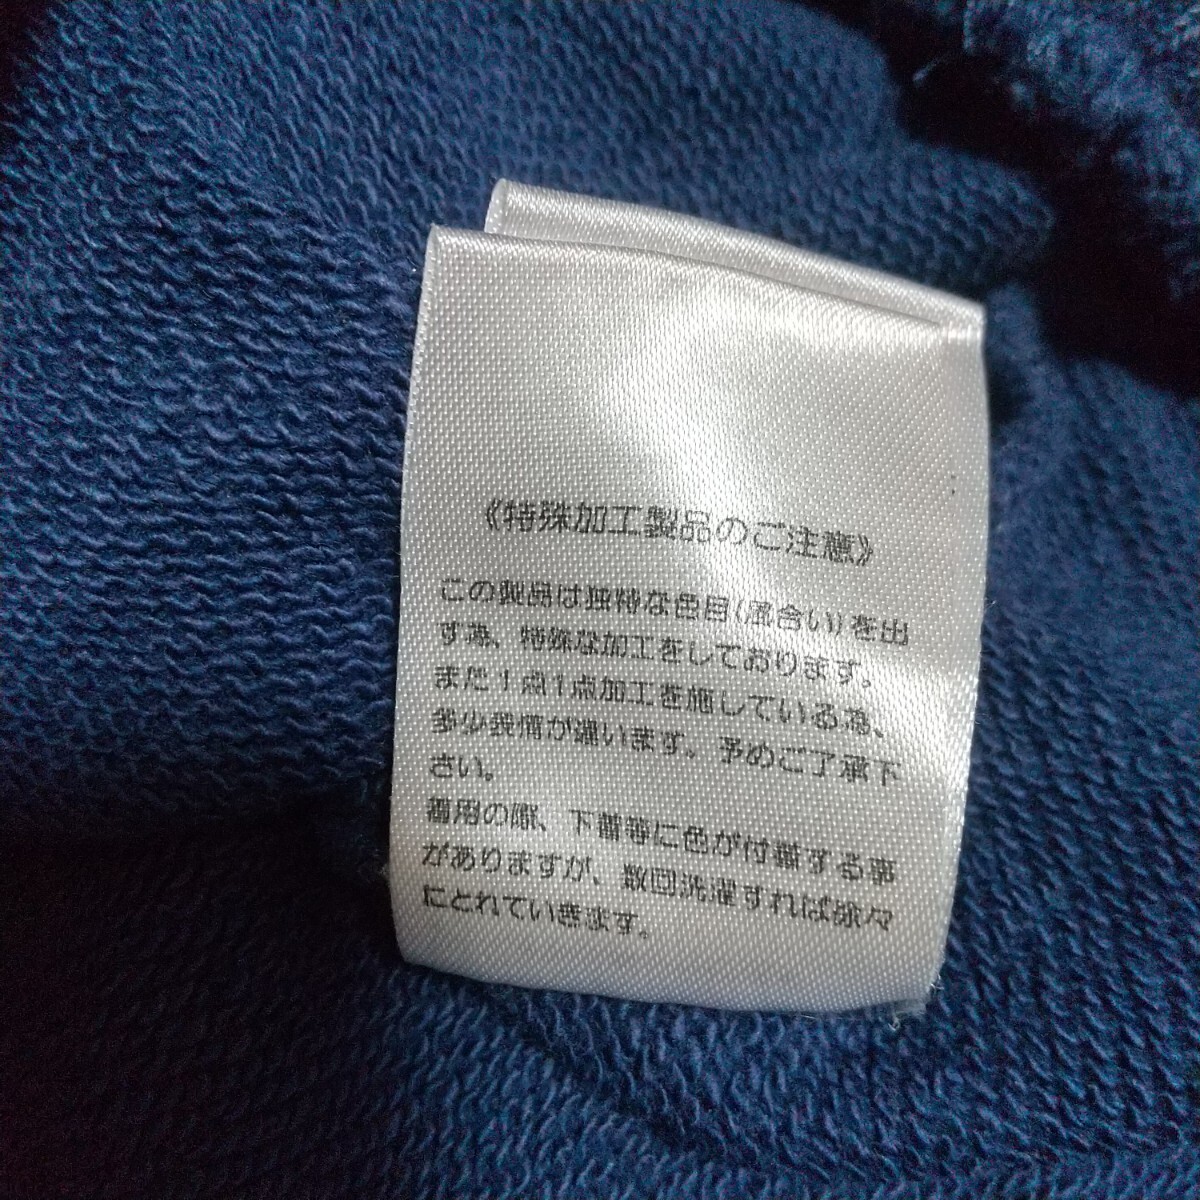 《特殊加工製品のご注意》
この製品は独特な色目(風合い)を出
す為、特殊な加工をしております。
また1点1点加工を施している為、
多少表情が違います。予めご了承下
さい。
着用の際、下着等に色が付着する事
がありますが、数回洗濯すれば徐々
にとれていきます。